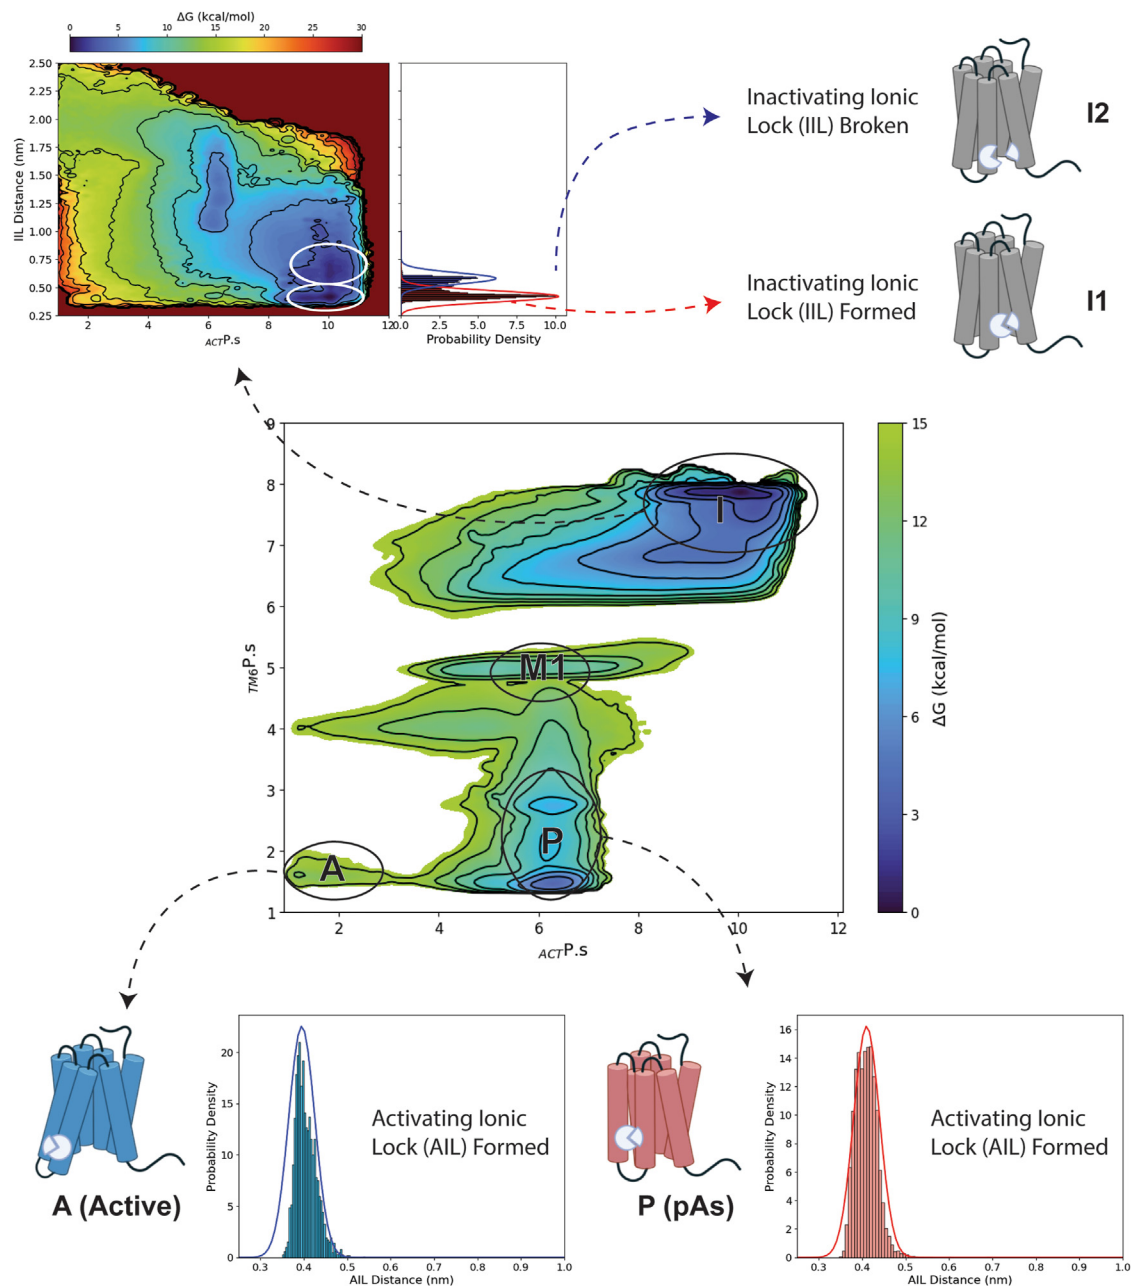 ΔG (kcal/mol)
0 5 10 15 20 25 30
2.50
2.25
2.00
1.75
1.50
1.25
1.00
0.75
0.50
0.25
IIL Distance (nm)
2 4 6 8 10 12
ACTP.s
0.0 2.5 5.0 7.5 10.0
Probability Density
Inactivating Ionic
Lock (IIL) Broken
I2
Inactivating Ionic
Lock (IIL) Formed
I1
9
8
7
6
5
4
3
2
1
TM6P.s
I
M1
P
A
2 4 6 8 10 12
ACTP.s
15
12
9
6
3
0
ΔG (kcal/mol)
A (Active)
20
15
10
5
0
Probability Density
Activating Ionic
Lock (AIL) Formed
0.3 0.4 0.5 0.6 0.7 0.8 0.9 1.0
AIL Distance (nm)
P (pAs)
16
14
12
10
8
6
4
2
0
Probability Density
Activating Ionic
Lock (AIL) Formed
0.3 0.4 0.5 0.6 0.7 0.8 0.9 1.0
AIL Distance (nm)